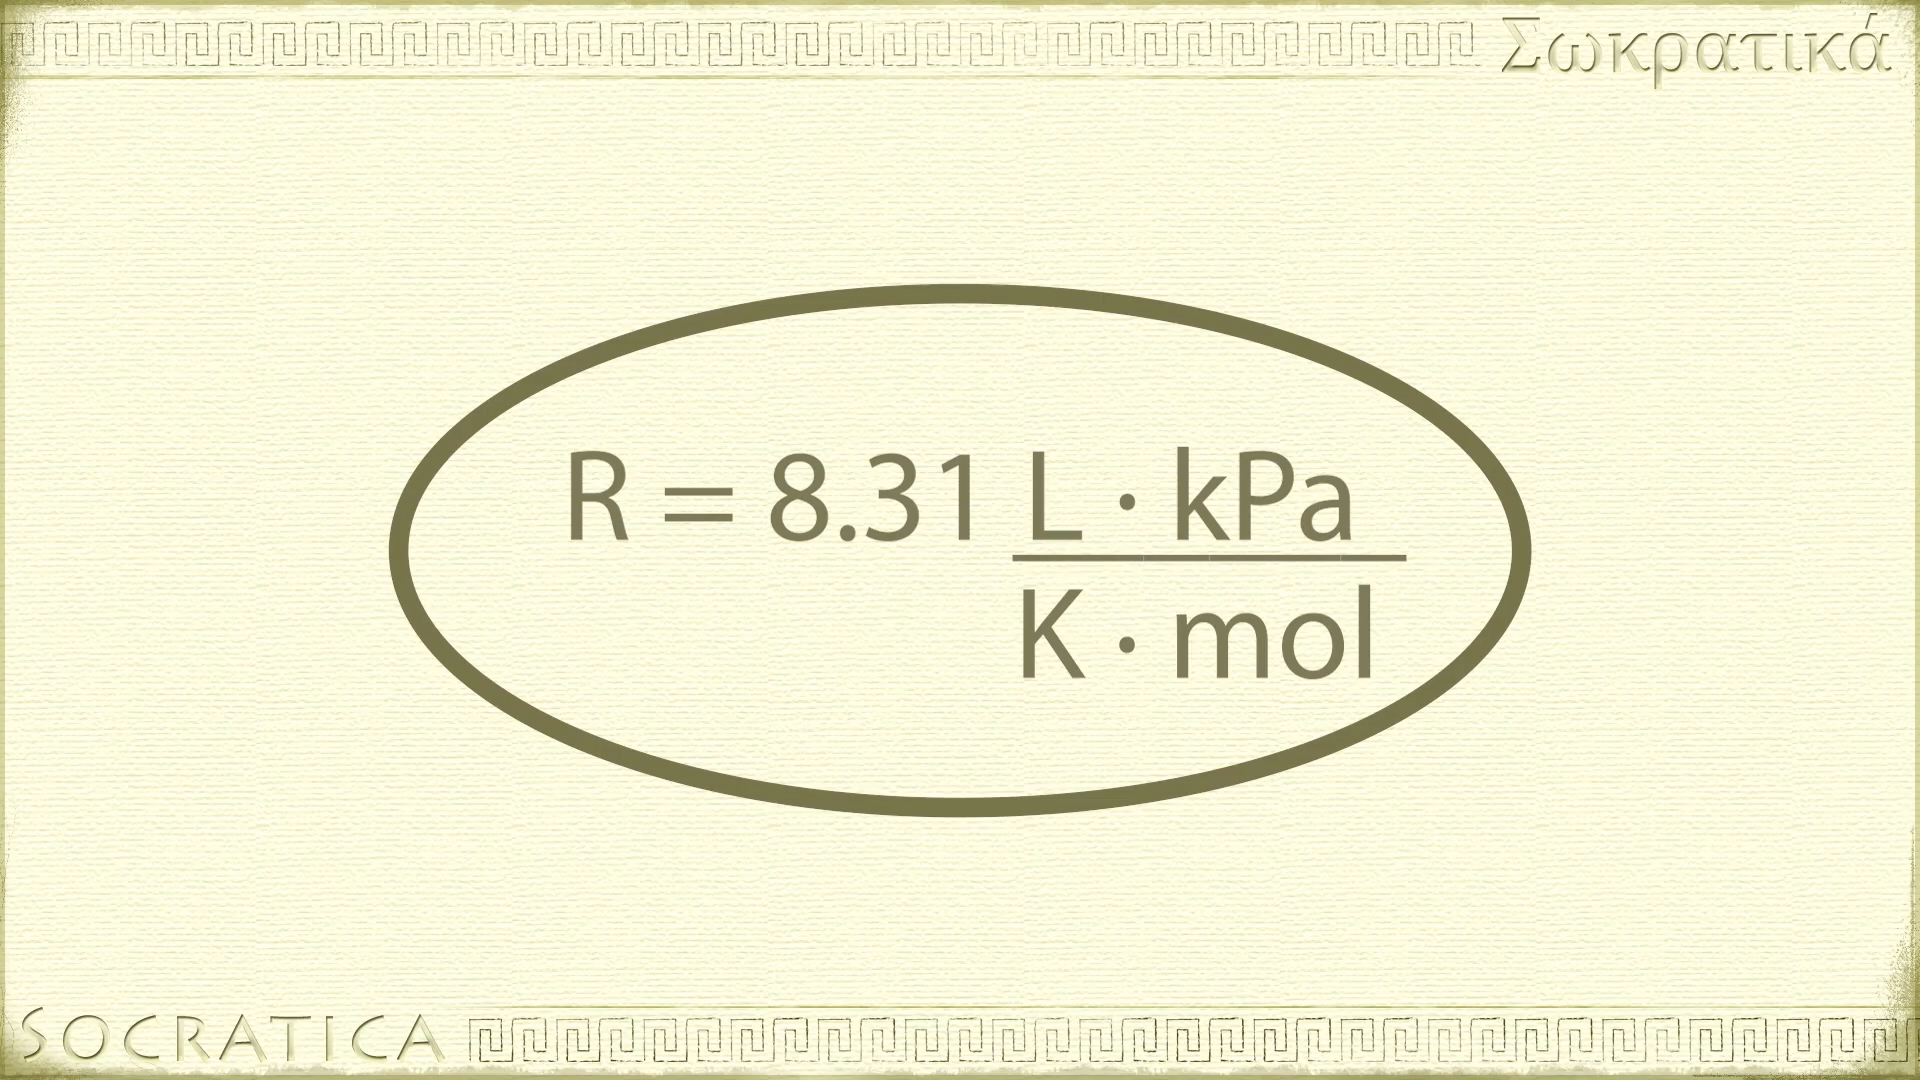 Σωκρατικά
R = 8.31 L · kPa
K · mol
SOCRATICA